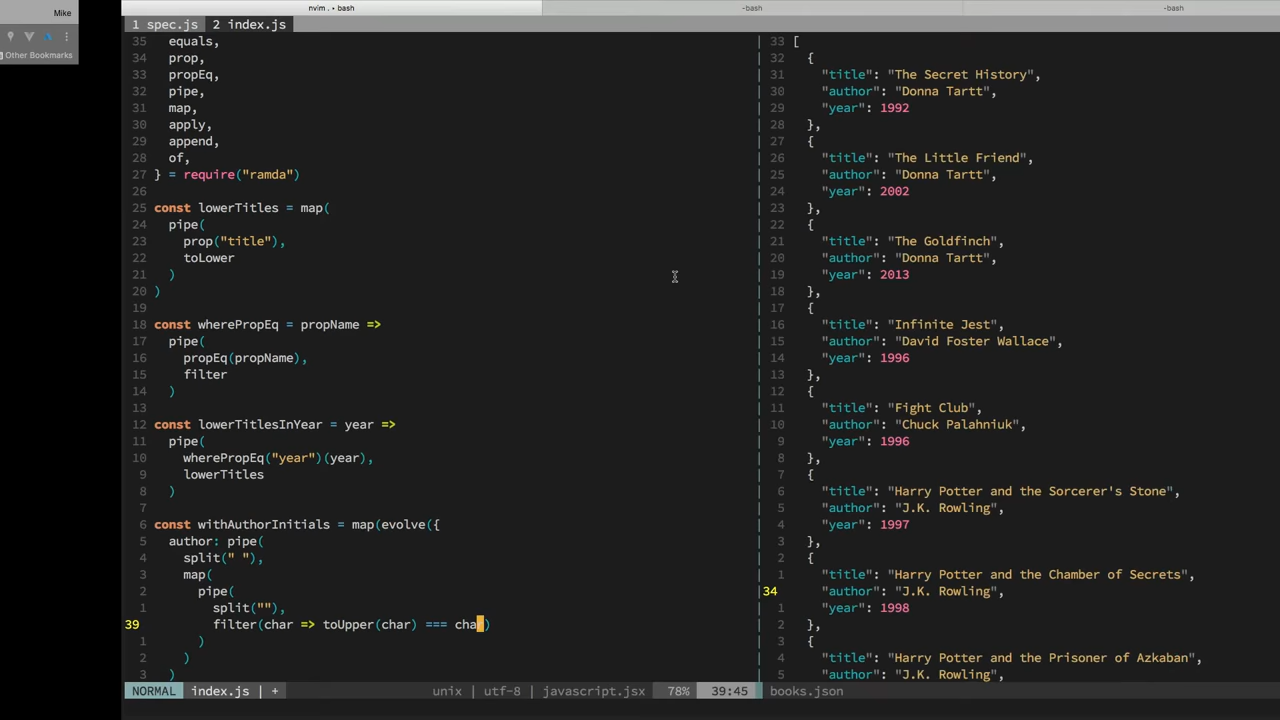 Mike
Other Bookmarks
nvim . • bash
-bash
-bash
1 spec.js 2 index.js
35 equals,
34 prop,
33 propEq,
32 pipe,
31 map,
30 apply,
29 append,
28 of,
27 } = require("ramda")
26
25 const lowerTitles = map(
24 pipe(
23 prop("title"),
22 toLower
21 )
20 )
19
18 const wherePropEq = propName =>
17 pipe(
16 propEq(propName),
15 filter
14 )
13
12 const lowerTitlesInYear = year =>
11 pipe(
10 wherePropEq("year")(year),
9 lowerTitles
8 )
7
6 const withAuthorInitials = map(evolve({
5 author: pipe(
4 split(" "),
3 map(
2 pipe(
1 split(""),
39 filter(char => toUpper(char) === char)
1 )
2 )
3 )
NORMAL index.js | + unix | utf-8 | javascript.jsx 78% 39:45
33 [
32 {
31 "title": "The Secret History",
30 "author": "Donna Tartt",
29 "year": 1992
28 },
27 {
26 "title": "The Little Friend",
25 "author": "Donna Tartt",
24 "year": 2002
23 },
22 {
21 "title": "The Goldfinch",
20 "author": "Donna Tartt",
19 "year": 2013
18 },
17 {
16 "title": "Infinite Jest",
15 "author": "David Foster Wallace",
14 "year": 1996
13 },
12 {
11 "title": "Fight Club",
10 "author": "Chuck Palahniuk",
9 "year": 1996
8 },
7 {
6 "title": "Harry Potter and the Sorcerer's Stone",
5 "author": "J.K. Rowling",
4 "year": 1997
3 },
2 {
1 "title": "Harry Potter and the Chamber of Secrets",
34 "author": "J.K. Rowling",
1 "year": 1998
2 },
3 {
4 "title": "Harry Potter and the Prisoner of Azkaban",
5 "author": "J.K. Rowling",
books.json